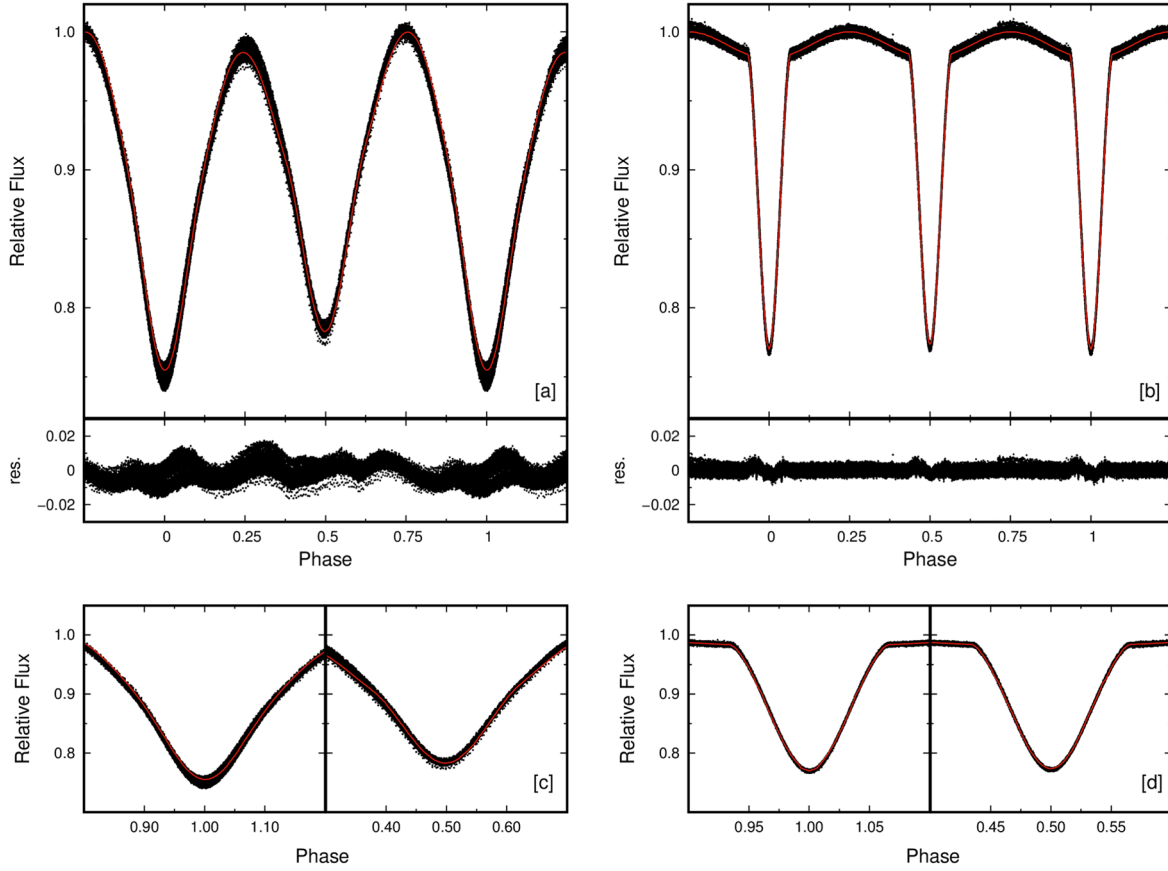 1.0
0.9
0.8
Relative Flux
[a]
0.02
0
−0.02
res.
0 0.25 0.5 0.75 1
Phase
1.0
0.9
0.8
Relative Flux
[b]
0.02
0
−0.02
res.
0 0.25 0.5 0.75 1
Phase
1.0
0.9
0.8
Relative Flux
[c]
0.90 1.00 1.10 0.40 0.50 0.60
Phase
1.0
0.9
0.8
Relative Flux
[d]
0.95 1.00 1.05 0.45 0.50 0.55
Phase